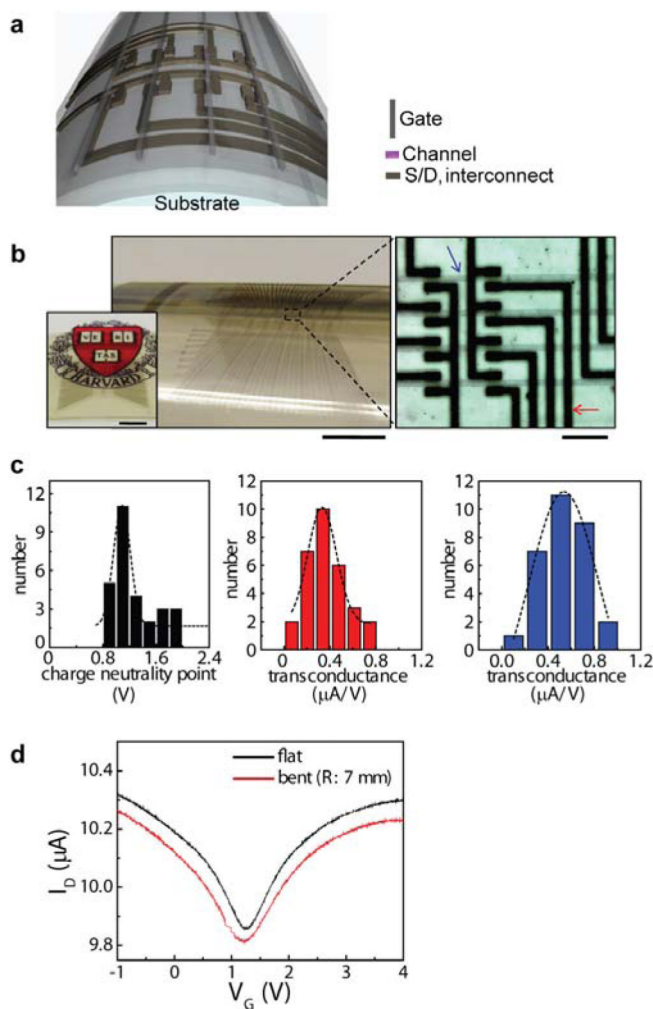 a
Gate
Channel
S/D, interconnect
Substrate
b
VE RI
TAS
HARVARD
c
12
9
6
3
0
number
0 0.8 1.6 2.4
charge neutrality point
(V)
12
10
8
6
4
2
0
number
0 0.4 0.8 1.2
transconductance
(μA/V)
12
10
8
6
4
2
0
number
0.0 0.4 0.8 1.2
transconductance
(μA/V)
d
flat
bent (R: 7 mm)
10.4
10.2
10.0
9.8
I_D (μA)
-1 0 1 2 3 4
V_G (V)